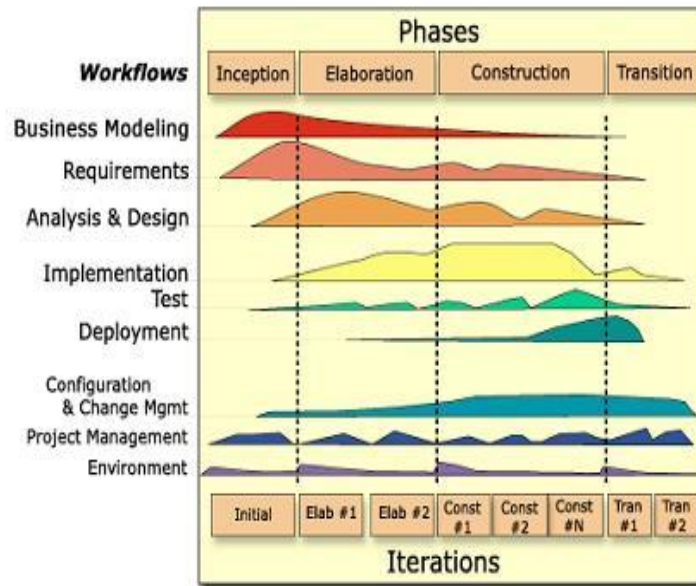 Phases
Workflows
Inception Elaboration Construction Transition
Business Modeling
Requirements
Analysis & Design
Implementation
Test
Deployment
Configuration
& Change Mgmt
Project Management
Environment
Initial Elab #1 Elab #2 Const #1 Const #2 Const #N Tran #1 Tran #2
Iterations